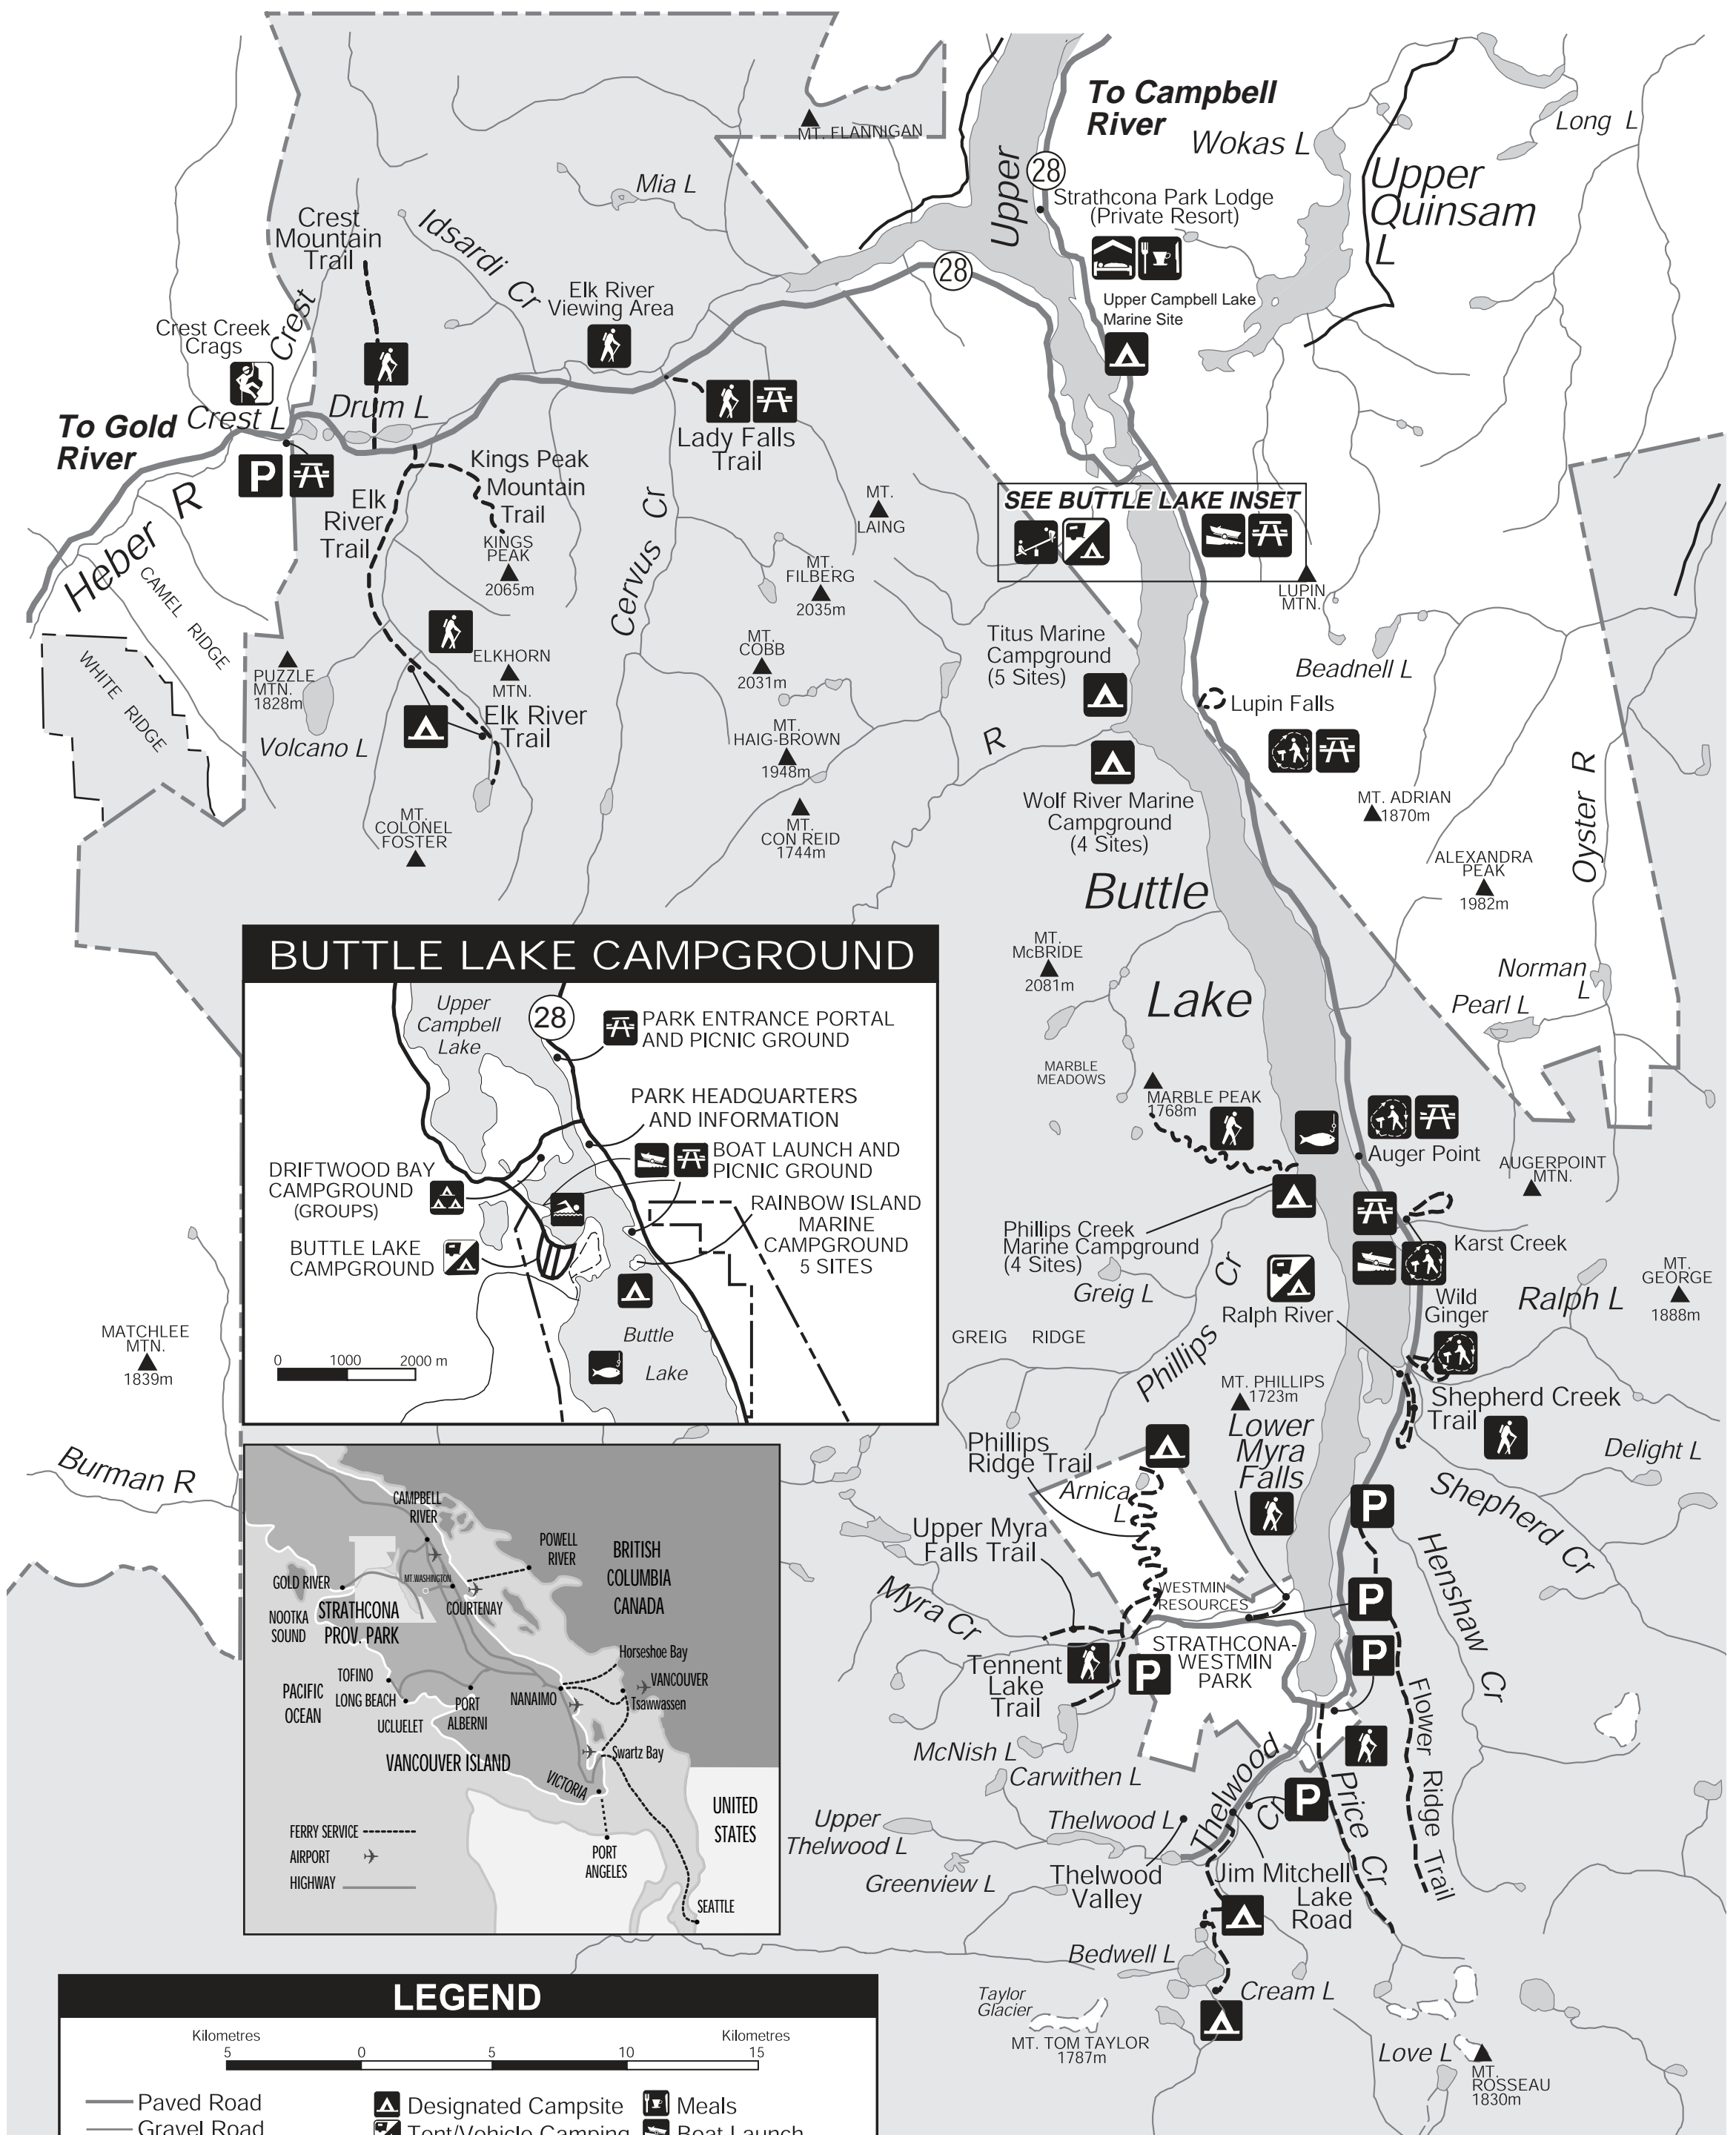 To Campbell
River
Wokas L
Long L
MT. FLANNIGAN
Upper
28
Strathcona Park Lodge
(Private Resort)
Upper
Quinsam
L
Mia L
Crest
Mountain
Trail
Idsardi Cr
28
Elk River
Viewing Area
Upper Campbell Lake
Marine Site
Crest Creek
Crags
Crest
Crest L
Drum L
To Gold
River
P
Lady Falls
Trail
Kings Peak
Mountain
Trail
KINGS
PEAK
2065m
Elk
River
Trail
Heber R
CAMEL RIDGE
WHITE RIDGE
Cervus Cr
MT.
LAING
SEE BUTTLE LAKE INSET
LUPIN
MTN.
MT.
FILBERG
2035m
MT.
COBB
2031m
Titus Marine
Campground
(5 Sites)
Beadnell L
Lupin Falls
PUZZLE
MTN.
1828m
ELKHORN
MTN.
Elk River
Trail
Volcano L
MT.
HAIG-BROWN
1948m
R
Wolf River Marine
Campground
(4 Sites)
MT. ADRIAN
1870m
Oyster R
MT.
COLONEL
FOSTER
MT.
CON REID
1744m
ALEXANDRA
PEAK
1982m
Buttle
Lake
MT.
McBRIDE
2081m
Norman
L
Pearl L
MARBLE
MEADOWS
MARBLE PEAK
1768m
Auger Point
AUGERPOINT
MTN.
Phillips Creek
Marine Campground
(4 Sites)
Karst Creek
Greig L
Phillips Cr
Ralph River
Wild
Ginger
Ralph L
MT.
GEORGE
1888m
GREIG RIDGE
MT. PHILLIPS
1723m
Shepherd Creek
Trail
MATCHLEE
MTN.
1839m
Burman R
BUTTLE LAKE CAMPGROUND
Upper
Campbell
Lake
28
PARK ENTRANCE PORTAL
AND PICNIC GROUND
PARK HEADQUARTERS
AND INFORMATION
BOAT LAUNCH AND
PICNIC GROUND
DRIFTWOOD BAY
CAMPGROUND
(GROUPS)
RAINBOW ISLAND
MARINE
CAMPGROUND
5 SITES
BUTTLE LAKE
CAMPGROUND
Buttle
Lake
0 1000 2000 m
Phillips
Ridge Trail
Lower
Myra
Falls
Delight L
Arnica
L
P
Shepherd Cr
Upper Myra
Falls Trail
Henshaw Cr
Myra Cr
WESTMIN
RESOURCES
P
STRATHCONA-
WESTMIN
PARK
P
Tennent
Lake
Trail
P
Flower Ridge Trail
McNish L
Carwithen L
Thelwood Cr
P
Price Cr
Upper
Thelwood L
Thelwood L
Greenview L
Thelwood
Valley
Jim Mitchell
Lake
Road
Bedwell L
Cream L
Taylor
Glacier
MT. TOM TAYLOR
1787m
Love L
MT.
ROSSEAU
1830m
CAMPBELL
RIVER
POWELL
RIVER
BRITISH
COLUMBIA
CANADA
GOLD RIVER
MT.WASHINGTON
COURTENAY
NOOTKA
SOUND
STRATHCONA
PROV. PARK
Horseshoe Bay
VANCOUVER
Tsawwassen
TOFINO
LONG BEACH
PACIFIC
OCEAN
UCLUELET
PORT
ALBERNI
NANAIMO
VANCOUVER ISLAND
Swartz Bay
VICTORIA
UNITED
STATES
FERRY SERVICE
AIRPORT
HIGHWAY
PORT
ANGELES
SEATTLE
LEGEND
Kilometres Kilometres
5 0 5 10 15
Paved Road
Designated Campsite
Meals
Gravel Road
Tent/Vehicle Camping
Boat Launch